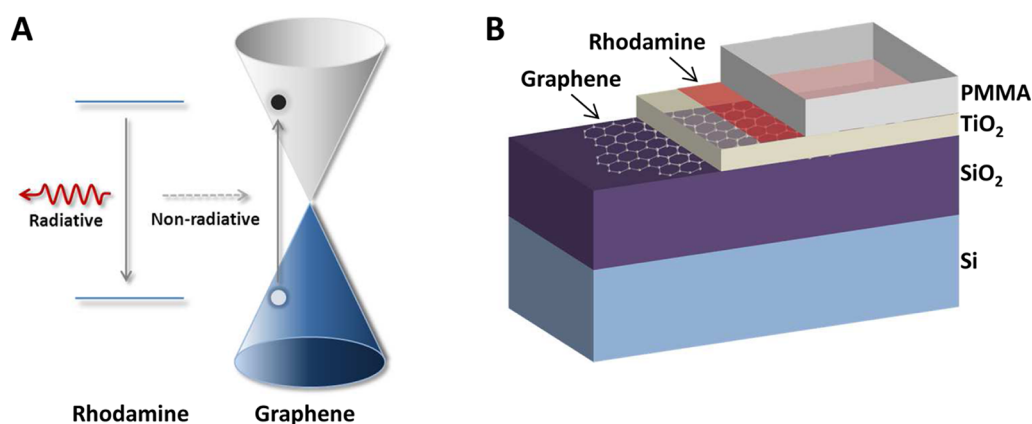 A
Radiative
Non-radiative
Rhodamine
Graphene
B
Rhodamine
Graphene
PMMA
TiO₂
SiO₂
Si